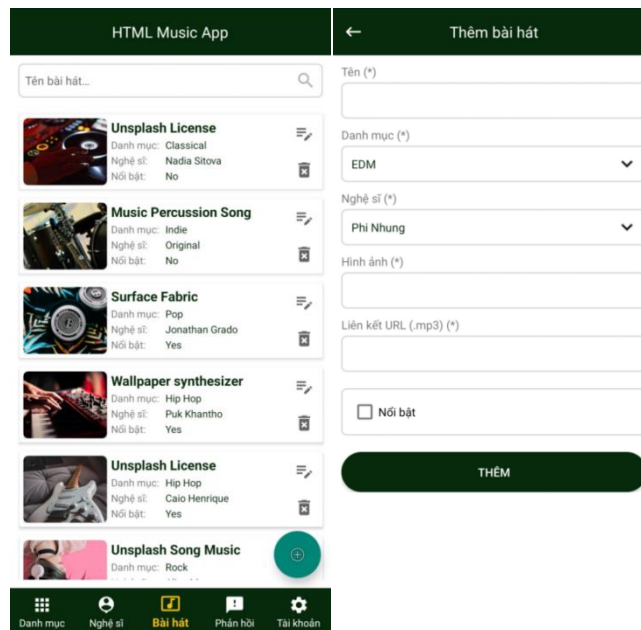 HTML Music App
Tên bài hát...
Unsplash License
Danh mục: Classical
Nghệ sĩ: Nadia Sitova
Nổi bật: No
Music Percussion Song
Danh mục: Indie
Nghệ sĩ: Original
Nổi bật: No
Surface Fabric
Danh mục: Pop
Nghệ sĩ: Jonathan Grado
Nổi bật: Yes
Wallpaper synthesizer
Danh mục: Hip Hop
Nghệ sĩ: Puk Khantho
Nổi bật: Yes
Unsplash License
Danh mục: Hip Hop
Nghệ sĩ: Caio Henrique
Nổi bật: Yes
Unsplash Song Music
Danh mục: Rock
Danh mục
Nghệ sĩ
Bài hát
Phản hồi
Tài khoản
Thêm bài hát
Tên (*)
Danh mục (*)
EDM
Nghệ sĩ (*)
Phi Nhung
Hình ảnh (*)
Liên kết URL (.mp3) (*)
Nổi bật
THÊM